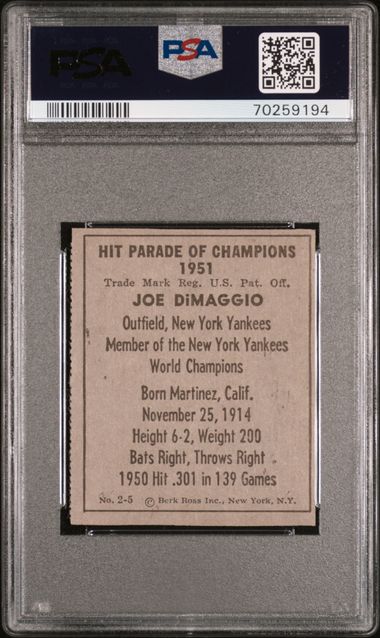 PSA
PSA
70259194
HIT PARADE OF CHAMPIONS
1951
Trade Mark Reg. U.S. Pat. Off.
JOE DiMAGGIO
Outfield, New York Yankees
Member of the New York Yankees
World Champions
Born Martinez, Calif.
November 25, 1914
Height 6-2, Weight 200
Bats Right, Throws Right
1950 Hit .301 in 139 Games
No. 2-5 © Berk Ross Inc., New York, N.Y.